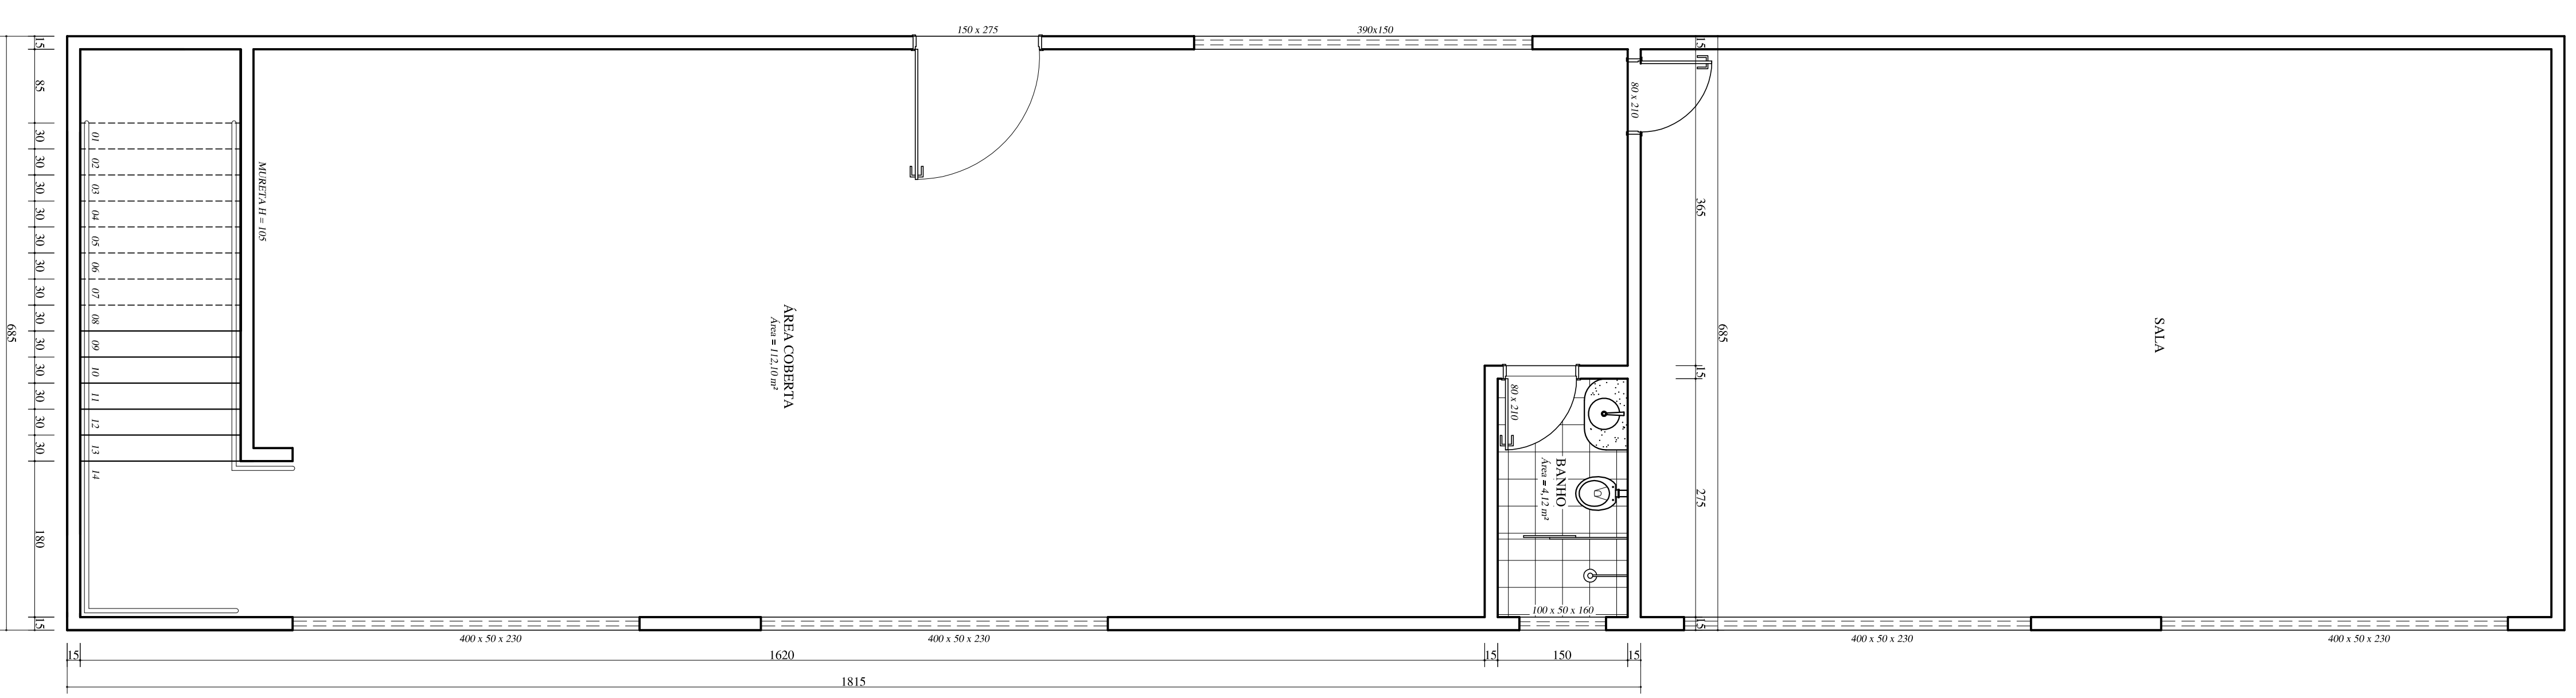 150 x 275
390x150
15
85
30
30
30
30
30
30
30
30
30
30
30
30
30
180
15
685
01
02
03
04
05
06
07
08
09
10
11
12
13
14
MURETA H = 105
ÁREA COBERTA
Área = 112,10 m²
80 x 210
15
365
15
275
15
685
80 x 210
BANHO
Área = 4,12 m²
100 x 50 x 160
SALA
400 x 50 x 230
400 x 50 x 230
400 x 50 x 230
400 x 50 x 230
15
1620
15
150
15
1815